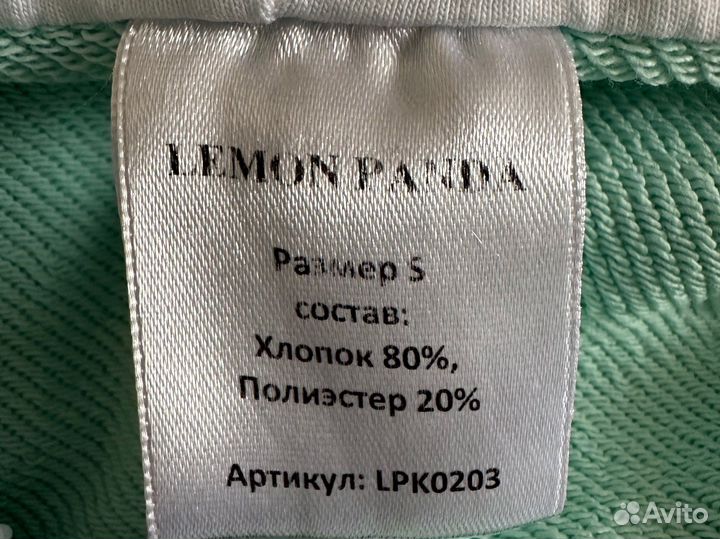 LEMON PANDA
Размер S
состав:
Хлопок 80%,
Полиэстер 20%
Артикул: LPK0203
Avito